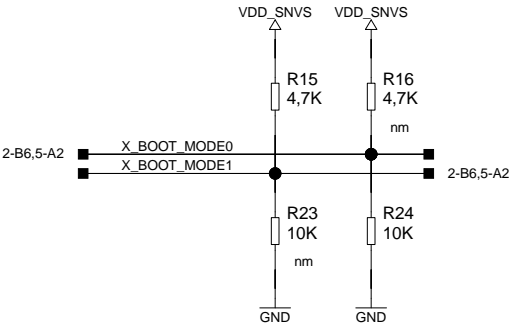 VDD_SNVS VDD_SNVS
R15 R16
4,7K 4,7K
nm
2-B6,5-A2 X_BOOT_MODE0
X_BOOT_MODE1 2-B6,5-A2
R23 R24
10K 10K
nm
GND GND